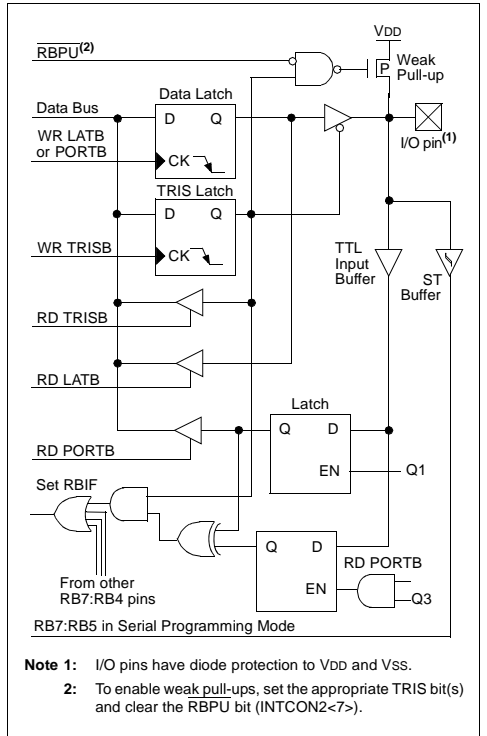 VDD
RBPU(2)
P
Weak
Pull-up
Data Latch
Data Bus
D Q
WR LATB
or PORTB
CK
I/O pin(1)
TRIS Latch
D Q
WR TRISB
CK
TTL
Input
Buffer
ST
Buffer
RD TRISB
RD LATB
Latch
Q D
RD PORTB
EN
Q1
Set RBIF
Q D
RD PORTB
EN
Q3
From other
RB7:RB4 pins
RB7:RB5 in Serial Programming Mode
Note 1: I/O pins have diode protection to VDD and VSS.
2: To enable weak pull-ups, set the appropriate TRIS bit(s)
and clear the RBPU bit (INTCON2<7>).